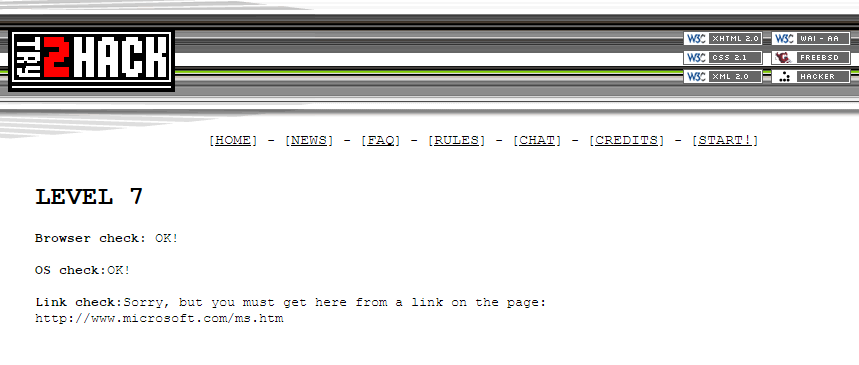 TRY 2HACK
W3C XHTML 2.0
W3C WAI - AA
W3C CSS 2.1
FREEBSD
W3C XML 2.0
HACKER
[HOME] - [NEWS] - [FAQ] - [RULES] - [CHAT] - [CREDITS] - [START!]
LEVEL 7
Browser check: OK!
OS check:OK!
Link check:Sorry, but you must get here from a link on the page:
http://www.microsoft.com/ms.htm